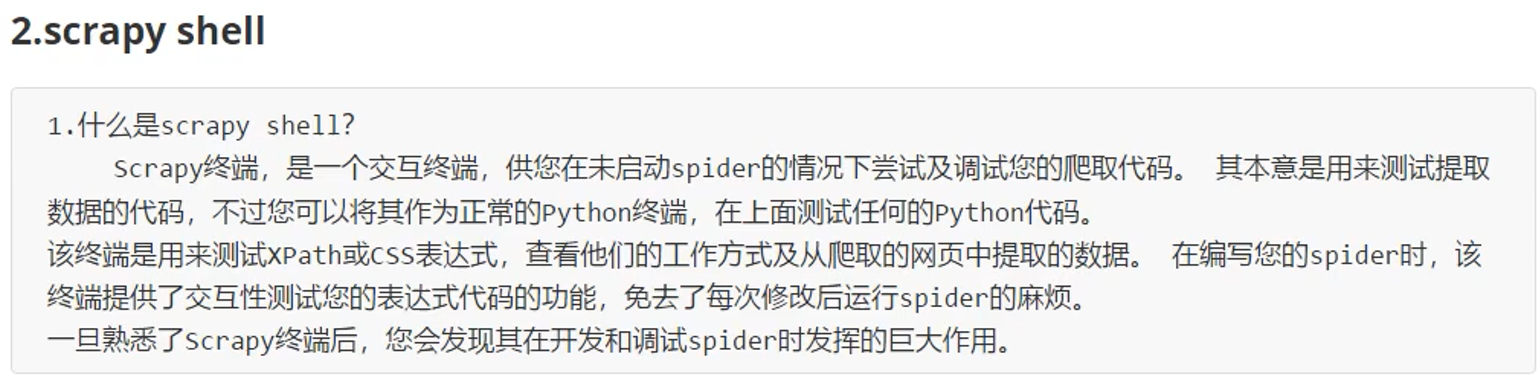 2.scrapy shell
1.什么是scrapy shell?
Scrapy终端，是一个交互终端，供您在未启动spider的情况下尝试及调试您的爬取代码。 其本意是用来测试提取
数据的代码，不过您可以将其作为正常的Python终端，在上面测试任何的Python代码。
该终端是用来测试XPath或CSS表达式，查看他们的工作方式及从爬取的网页中提取的数据。 在编写您的spider时，该
终端提供了交互性测试您的表达式代码的功能，免去了每次修改后运行spider的麻烦。
一旦熟悉了Scrapy终端后，您会发现其在开发和调试spider时发挥的巨大作用。